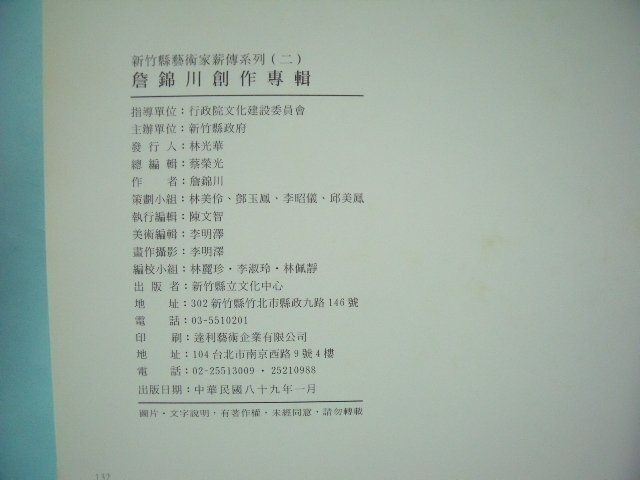 新竹縣藝術家薪傳系列(二)
詹錦川創作專輯
指導單位：行政院文化建設委員會
主辦單位：新竹縣政府
發行人：林光華
總編輯：蔡榮光
作者：詹錦川
策劃小組：林美伶、鄧玉鳳、李昭儀、邱美鳳
執行編輯：陳文智
美術編輯：李明澤
畫作攝影：李明澤
編校小組：林麗珍・李淑玲・林佩靜
出版者：新竹縣立文化中心
地址：302新竹縣竹北市縣政九路146號
電話：03-5510201
印刷：達利藝術企業有限公司
地址：104台北市南京西路9號4樓
電話：02-25513009・25210988
出版日期：中華民國八十九年一月
圖片・文字說明，有著作權，未經同意，請勿轉載
132